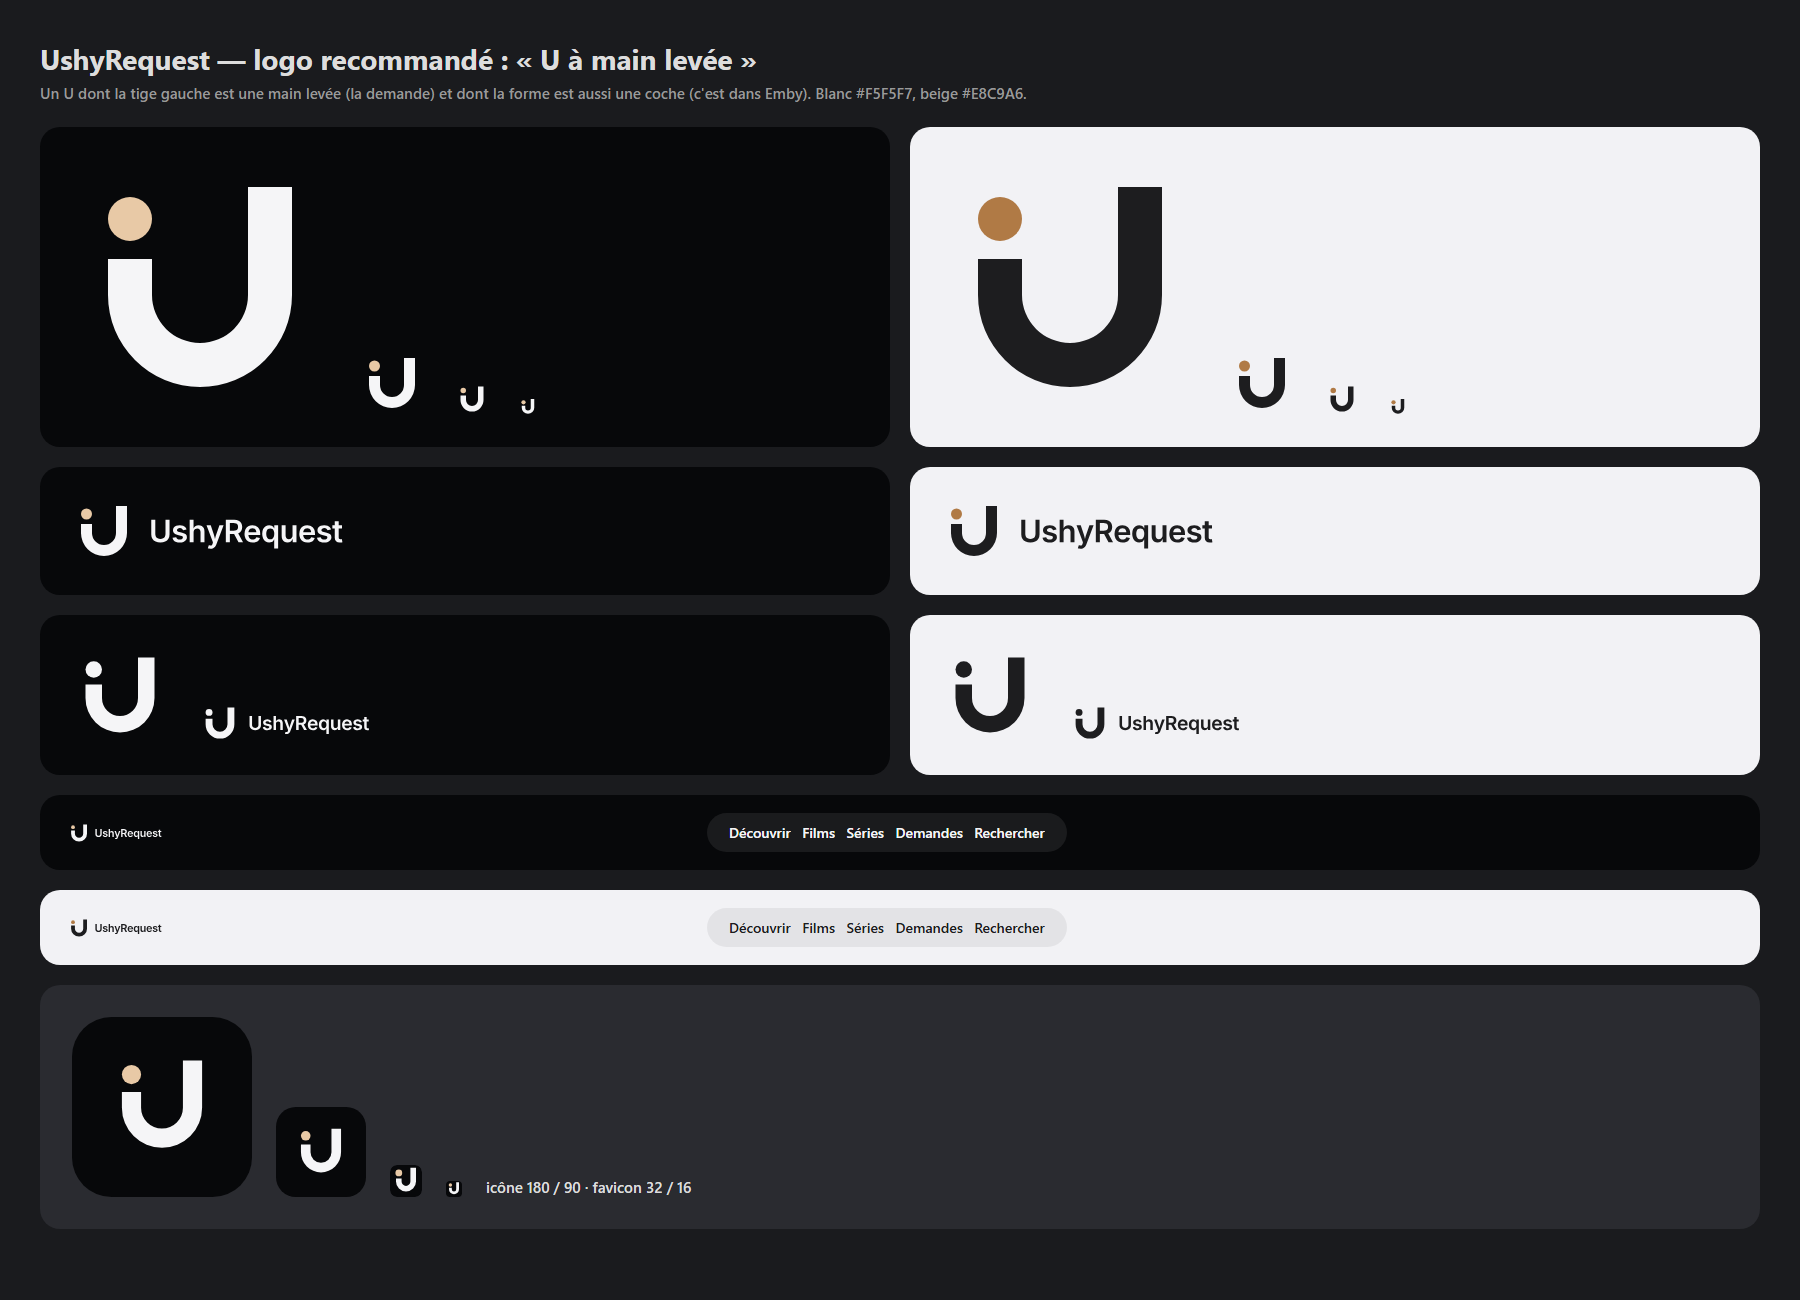 UshyRequest — logo recommandé : « U à main levée »
Un U dont la tige gauche est une main levée (la demande) et dont la forme est aussi une coche (c'est dans Emby). Blanc #F5F5F7, beige #E8C9A6.
UshyRequest
UshyRequest
UshyRequest
UshyRequest
UshyRequest Découvrir Films Séries Demandes Rechercher
UshyRequest Découvrir Films Séries Demandes Rechercher
icône 180 / 90 · favicon 32 / 16